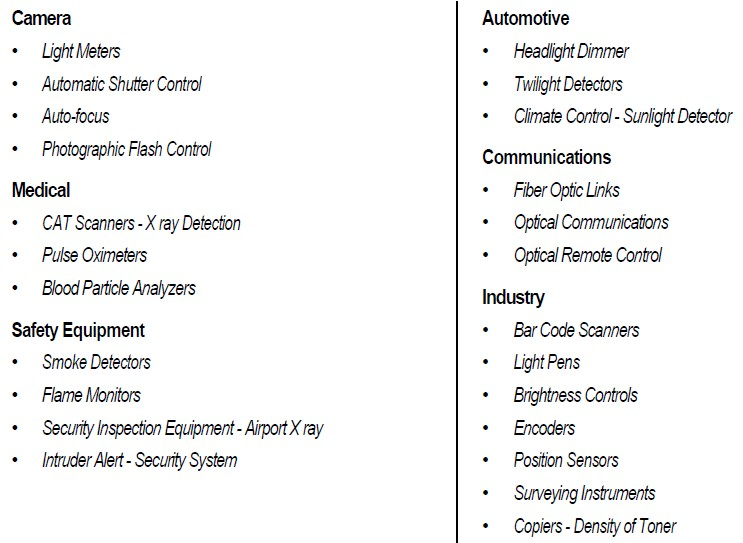 Camera
• Light Meters
• Automatic Shutter Control
• Auto-focus
• Photographic Flash Control
Medical
• CAT Scanners - X ray Detection
• Pulse Oximeters
• Blood Particle Analyzers
Safety Equipment
• Smoke Detectors
• Flame Monitors
• Security Inspection Equipment - Airport X ray
• Intruder Alert - Security System
Automotive
• Headlight Dimmer
• Twilight Detectors
• Climate Control - Sunlight Detector
Communications
• Fiber Optic Links
• Optical Communications
• Optical Remote Control
Industry
• Bar Code Scanners
• Light Pens
• Brightness Controls
• Encoders
• Position Sensors
• Surveying Instruments
• Copiers - Density of Toner